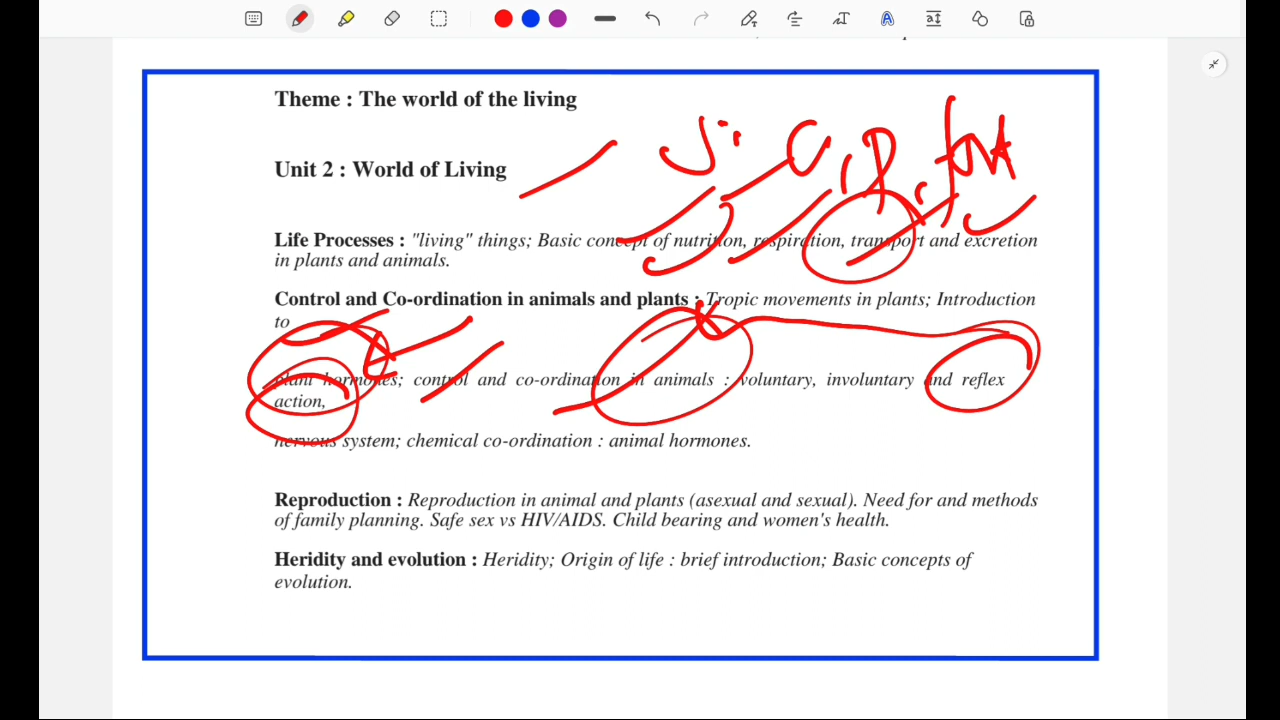 Theme : The world of the living
Unit 2 : World of Living
Life Processes : "living" things; Basic concept of nutrition, respiration, transport and excretion
in plants and animals.
Control and Co-ordination in animals and plants : Tropic movements in plants; Introduction
to
plant hormones; control and co-ordination in animals : voluntary, involuntary and reflex
action,
nervous system; chemical co-ordination : animal hormones.
Reproduction : Reproduction in animal and plants (asexual and sexual). Need for and methods
of family planning. Safe sex vs HIV/AIDS. Child bearing and women's health.
Heridity and evolution : Heridity; Origin of life : brief introduction; Basic concepts of
evolution.